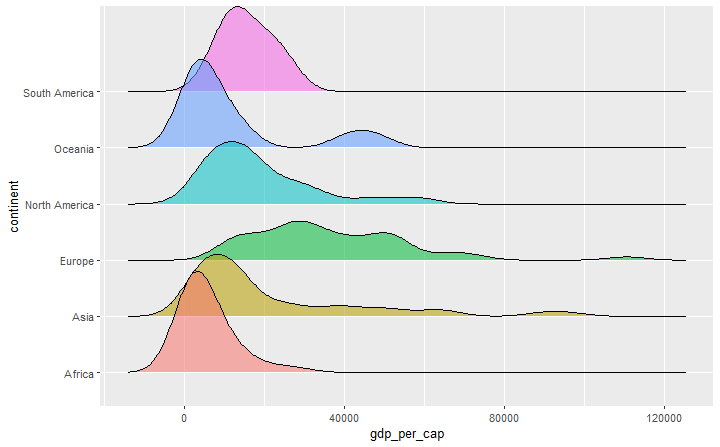 South America
Oceania
North America
Europe
Asia
Africa
continent
0 40000 80000 120000
gdp_per_cap